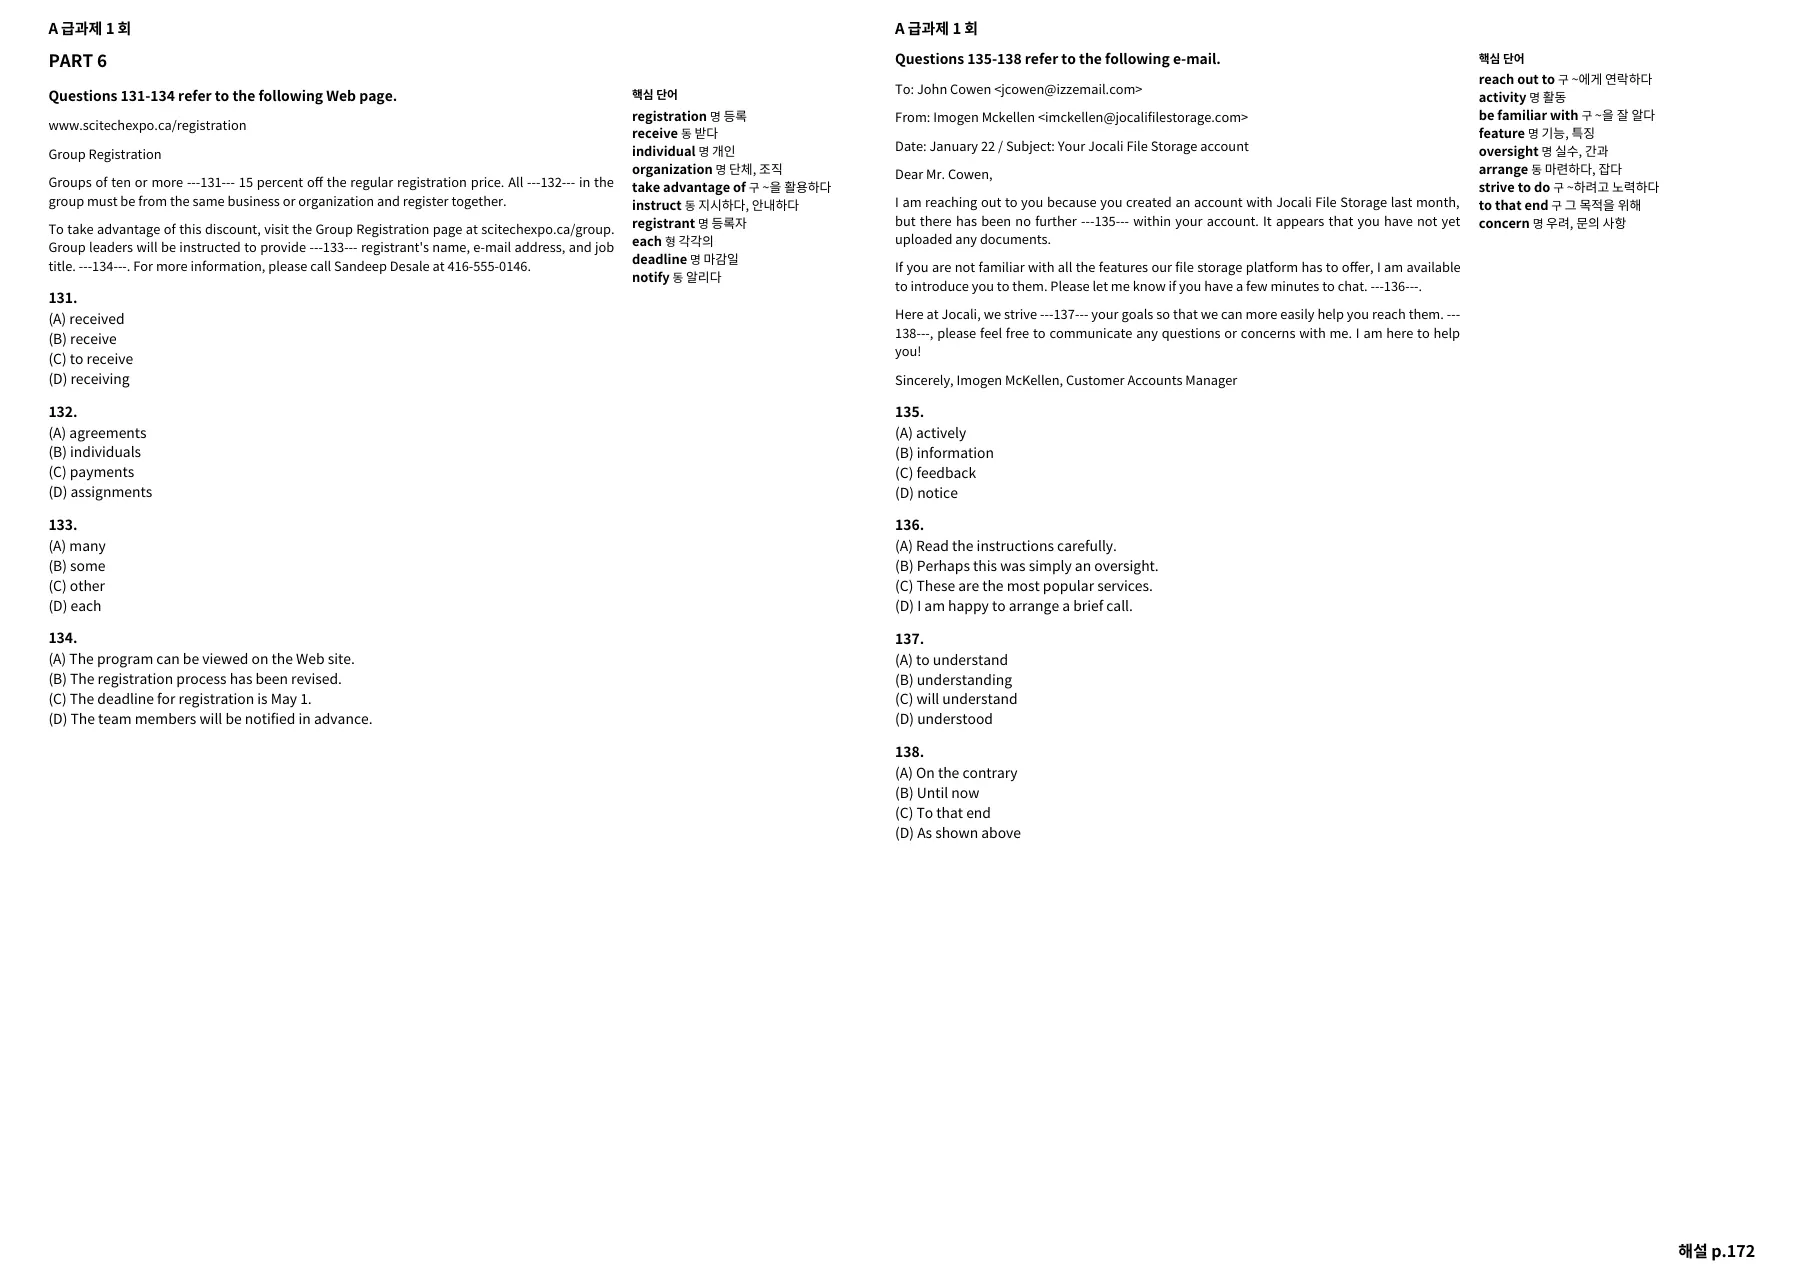 A 급과제 1 회
PART 6
Questions 131-134 refer to the following Web page.
www.scitechexpo.ca/registration
Group Registration
Groups of ten or more ---131--- 15 percent off the regular registration price. All ---132--- in the
group must be from the same business or organization and register together.
To take advantage of this discount, visit the Group Registration page at scitechexpo.ca/group.
Group leaders will be instructed to provide ---133--- registrant's name, e-mail address, and job
title. ---134---. For more information, please call Sandeep Desale at 416-555-0146.
핵심 단어
registration 명 등록
receive 동 받다
individual 명 개인
organization 명 단체, 조직
take advantage of 구 ~을 활용하다
instruct 동 지시하다, 안내하다
registrant 명 등록자
each 형 각각의
deadline 명 마감일
notify 동 알리다
131.
(A) received
(B) receive
(C) to receive
(D) receiving
132.
(A) agreements
(B) individuals
(C) payments
(D) assignments
133.
(A) many
(B) some
(C) other
(D) each
134.
(A) The program can be viewed on the Web site.
(B) The registration process has been revised.
(C) The deadline for registration is May 1.
(D) The team members will be notified in advance.
A 급과제 1 회
Questions 135-138 refer to the following e-mail.
To: John Cowen <jcowen@izzemail.com>
From: Imogen Mckellen <imckellen@jocalifilestorage.com>
Date: January 22 / Subject: Your Jocali File Storage account
Dear Mr. Cowen,
I am reaching out to you because you created an account with Jocali File Storage last month,
but there has been no further ---135--- within your account. It appears that you have not yet
uploaded any documents.
If you are not familiar with all the features our file storage platform has to offer, I am available
to introduce you to them. Please let me know if you have a few minutes to chat. ---136---.
Here at Jocali, we strive ---137--- your goals so that we can more easily help you reach them. ---
138---, please feel free to communicate any questions or concerns with me. I am here to help
you!
Sincerely, Imogen McKellen, Customer Accounts Manager
핵심 단어
reach out to 구 ~에게 연락하다
activity 명 활동
be familiar with 구 ~을 잘 알다
feature 명 기능, 특징
oversight 명 실수, 간과
arrange 동 마련하다, 잡다
strive to do 구 ~하려고 노력하다
to that end 구 그 목적을 위해
concern 명 우려, 문의 사항
135.
(A) actively
(B) information
(C) feedback
(D) notice
136.
(A) Read the instructions carefully.
(B) Perhaps this was simply an oversight.
(C) These are the most popular services.
(D) I am happy to arrange a brief call.
137.
(A) to understand
(B) understanding
(C) will understand
(D) understood
138.
(A) On the contrary
(B) Until now
(C) To that end
(D) As shown above
해설 p.172